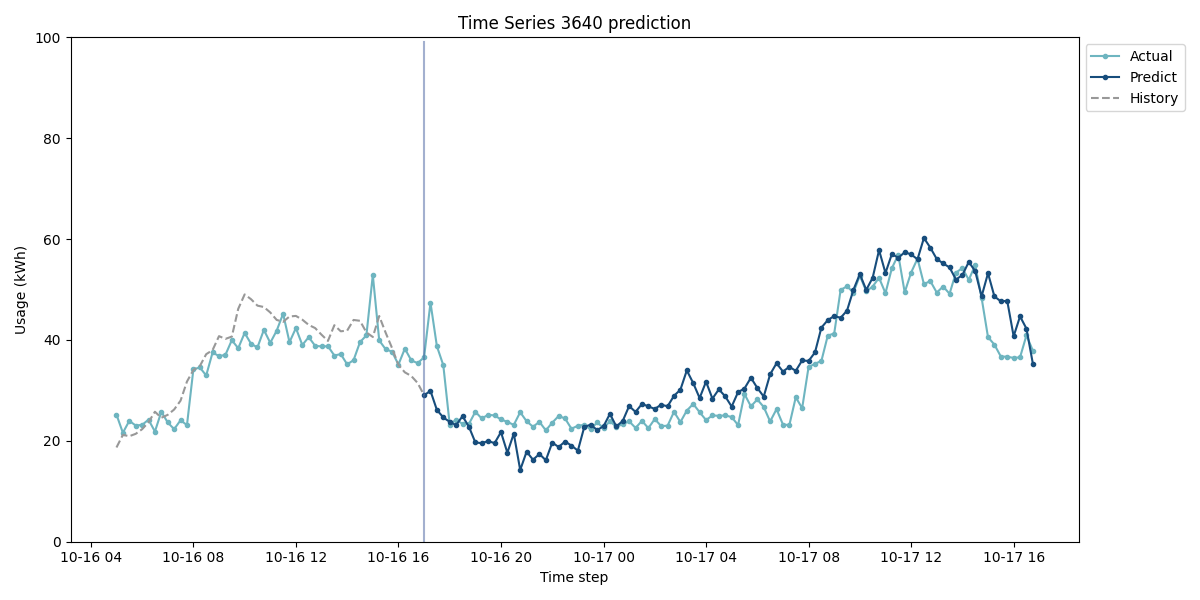 Time Series 3640 prediction
100
80
60
40
20
0
Usage (kWh)
10-16 04
10-16 08
10-16 12
10-16 16
10-16 20
10-17 00
10-17 04
10-17 08
10-17 12
10-17 16
Time step
Actual
Predict
History